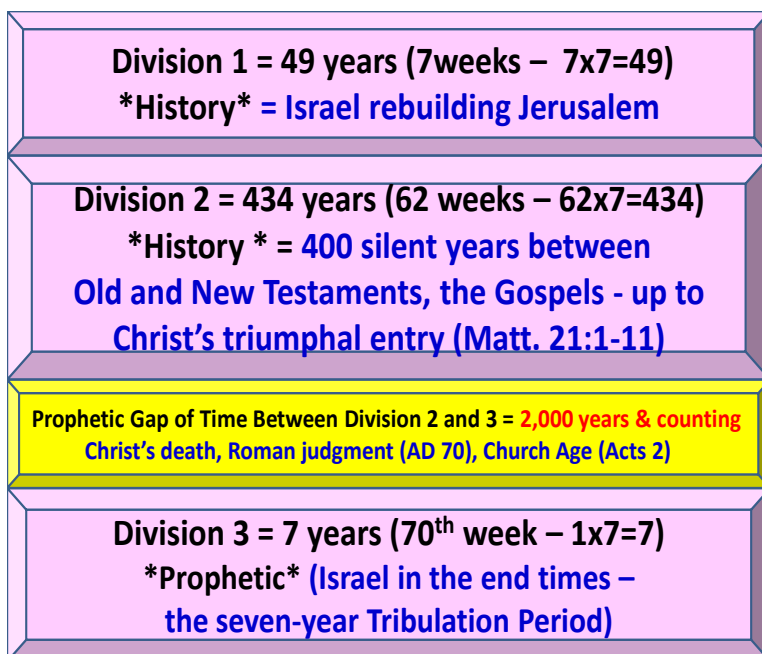 Division 1 = 49 years (7weeks – 7x7=49)
*History* = Israel rebuilding Jerusalem
Division 2 = 434 years (62 weeks – 62x7=434)
*History * = 400 silent years between
Old and New Testaments, the Gospels - up to
Christ’s triumphal entry (Matt. 21:1-11)
Prophetic Gap of Time Between Division 2 and 3 = 2,000 years & counting
Christ’s death, Roman judgment (AD 70), Church Age (Acts 2)
Division 3 = 7 years (70th week – 1x7=7)
*Prophetic* (Israel in the end times –
the seven-year Tribulation Period)